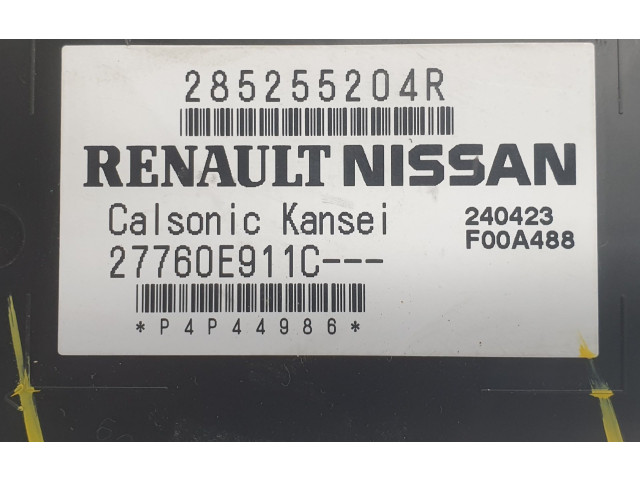 285255204R
RENAULT NISSAN
Calsonic Kansei 240423
27760E911C--- F00A488
*P4P44986*